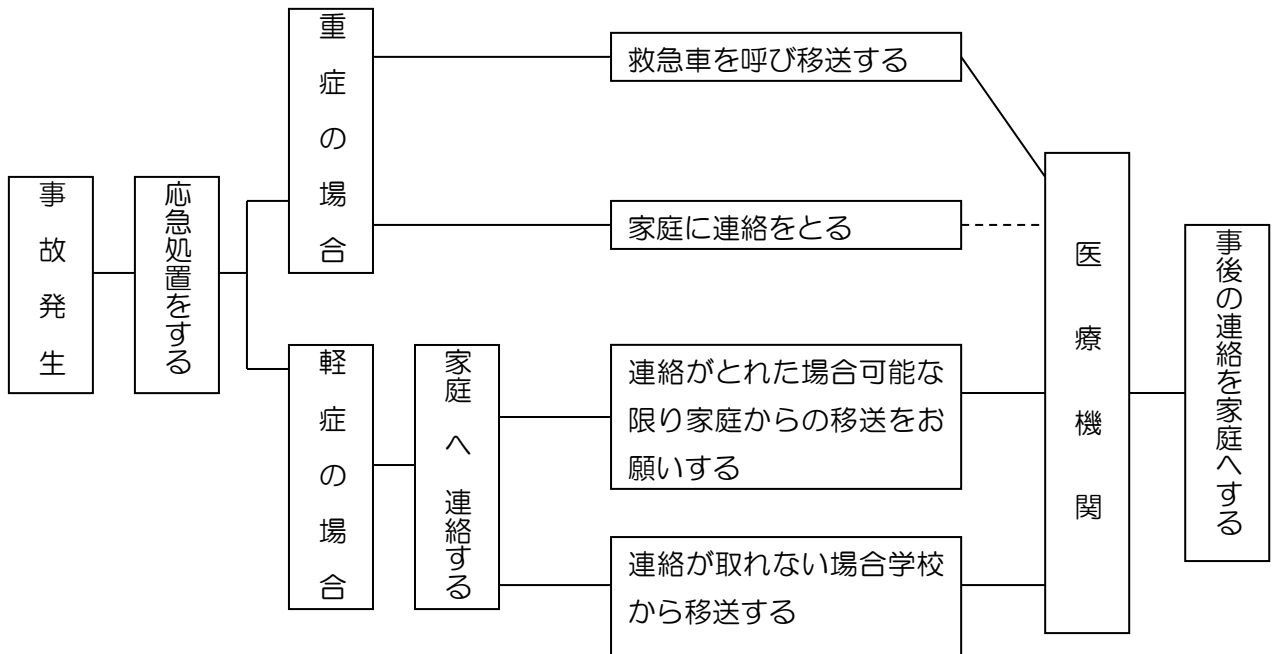 事故発生
応急処置をする
重症の場合
救急車を呼び移送する
家庭に連絡をとる
軽症の場合
家庭へ連絡する
連絡がとれた場合可能な
限り家庭からの移送をお
願いする
連絡が取れない場合学校
から移送する
医療機関
事後の連絡を家庭へする